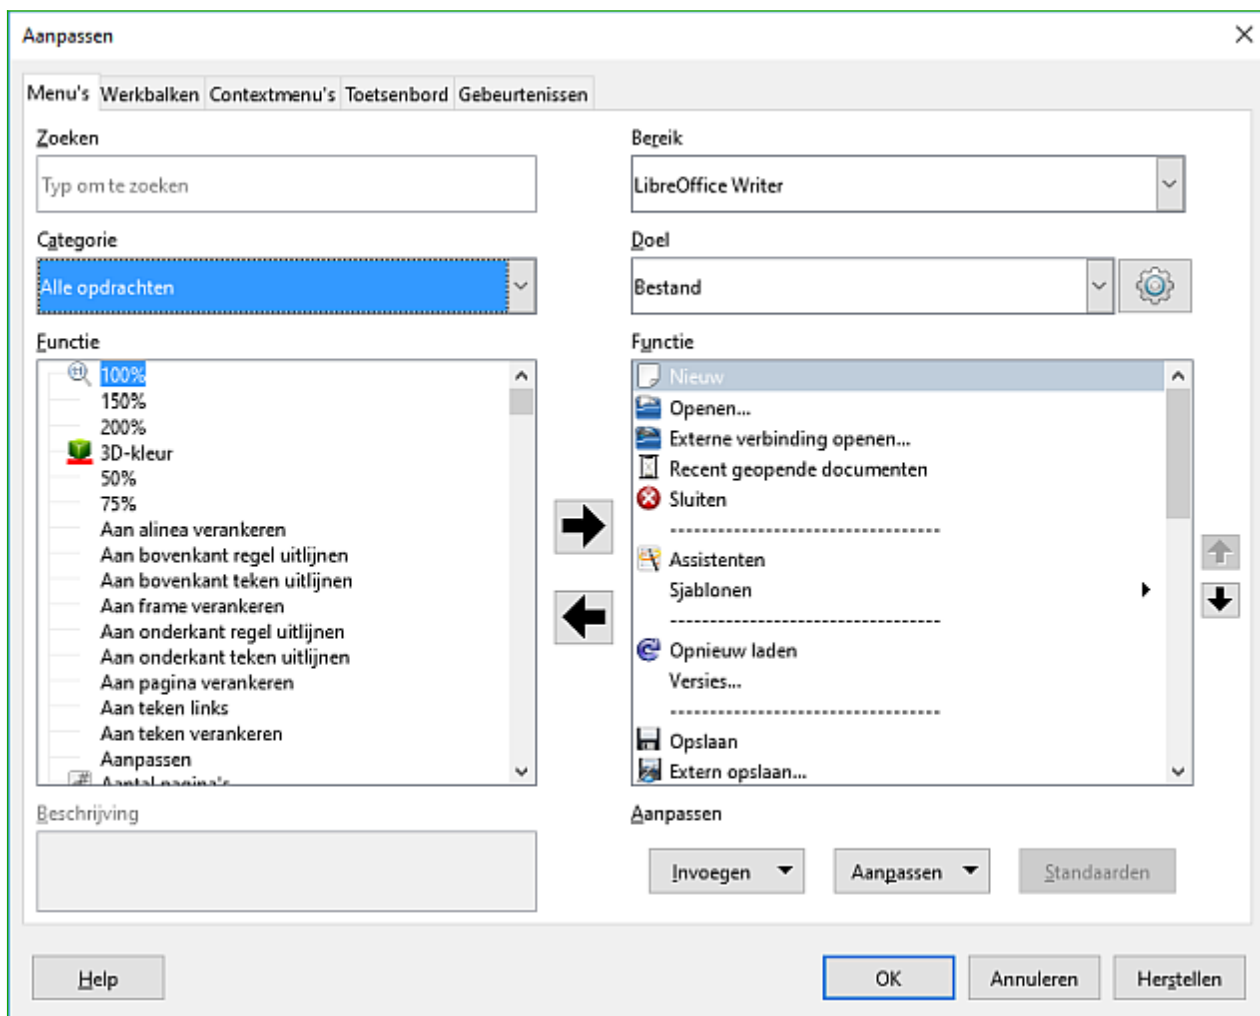 Aanpassen
Menu's Werkbalken Contextmenu's Toetsenbord Gebeurtenissen
Zoeken
Typ om te zoeken
Categorie
Alle opdrachten
Functie
100%
150%
200%
3D-kleur
50%
75%
Aan alinea verankeren
Aan bovenkant regel uitlijnen
Aan bovenkant teken uitlijnen
Aan frame verankeren
Aan onderkant regel uitlijnen
Aan onderkant teken uitlijnen
Aan pagina verankeren
Aan teken links
Aan teken verankeren
Aanpassen
Aantal pagina's
Beschrijving
Bereik
LibreOffice Writer
Doel
Bestand
Functie
Nieuw
Openen...
Externe verbinding openen...
Recent geopende documenten
Sluiten
----------------------------------
Assistenten
Sjablonen
----------------------------------
Opnieuw laden
Versies...
----------------------------------
Opslaan
Extern opslaan...
Aanpassen
Invoegen Aanpassen Standaarden
Help OK Annuleren Herstellen